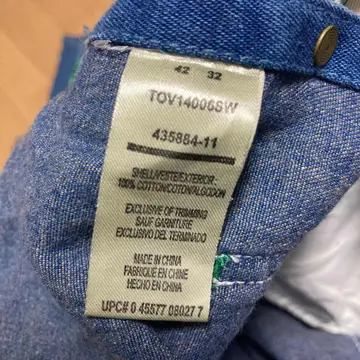 42 32
TOV14006SW
435884-11
SHELL/VESTE/EXTERIOR-
100% COTTON/COTON/ALGODON
EXCLUSIVE OF TRIMMING
SAUF GARNITURE
EXCLUSIVO DEL TERMINADO
MADE IN CHINA
FABRIQUE EN CHINE
HECHO EN CHINA
UPC# 0 45577 08027 7